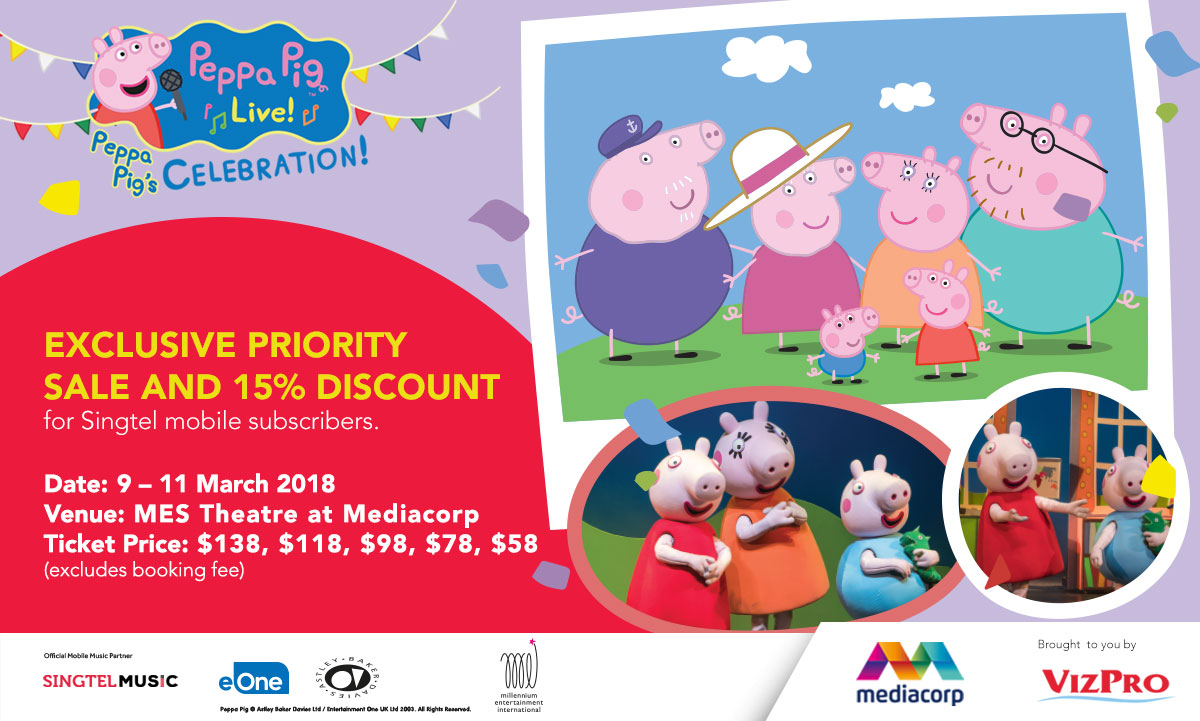 Peppa Pig
TM
Live!
Peppa
Pig's
CELEBRATION!
EXCLUSIVE PRIORITY
SALE AND 15% DISCOUNT
for Singtel mobile subscribers.
Date: 9 – 11 March 2018
Venue: MES Theatre at Mediacorp
Ticket Price: $138, $118, $98, $78, $58
(excludes booking fee)
Official Mobile Music Partner
SINGTEL MUSIC
eOne
ASTLEY • BAKER • DAVIES •
millennium
entertainment
international
Peppa Pig © Astley Baker Davies Ltd / Entertainment One UK Ltd 2003. All Rights Reserved.
mediacorp
Brought to you by
VIZPRO